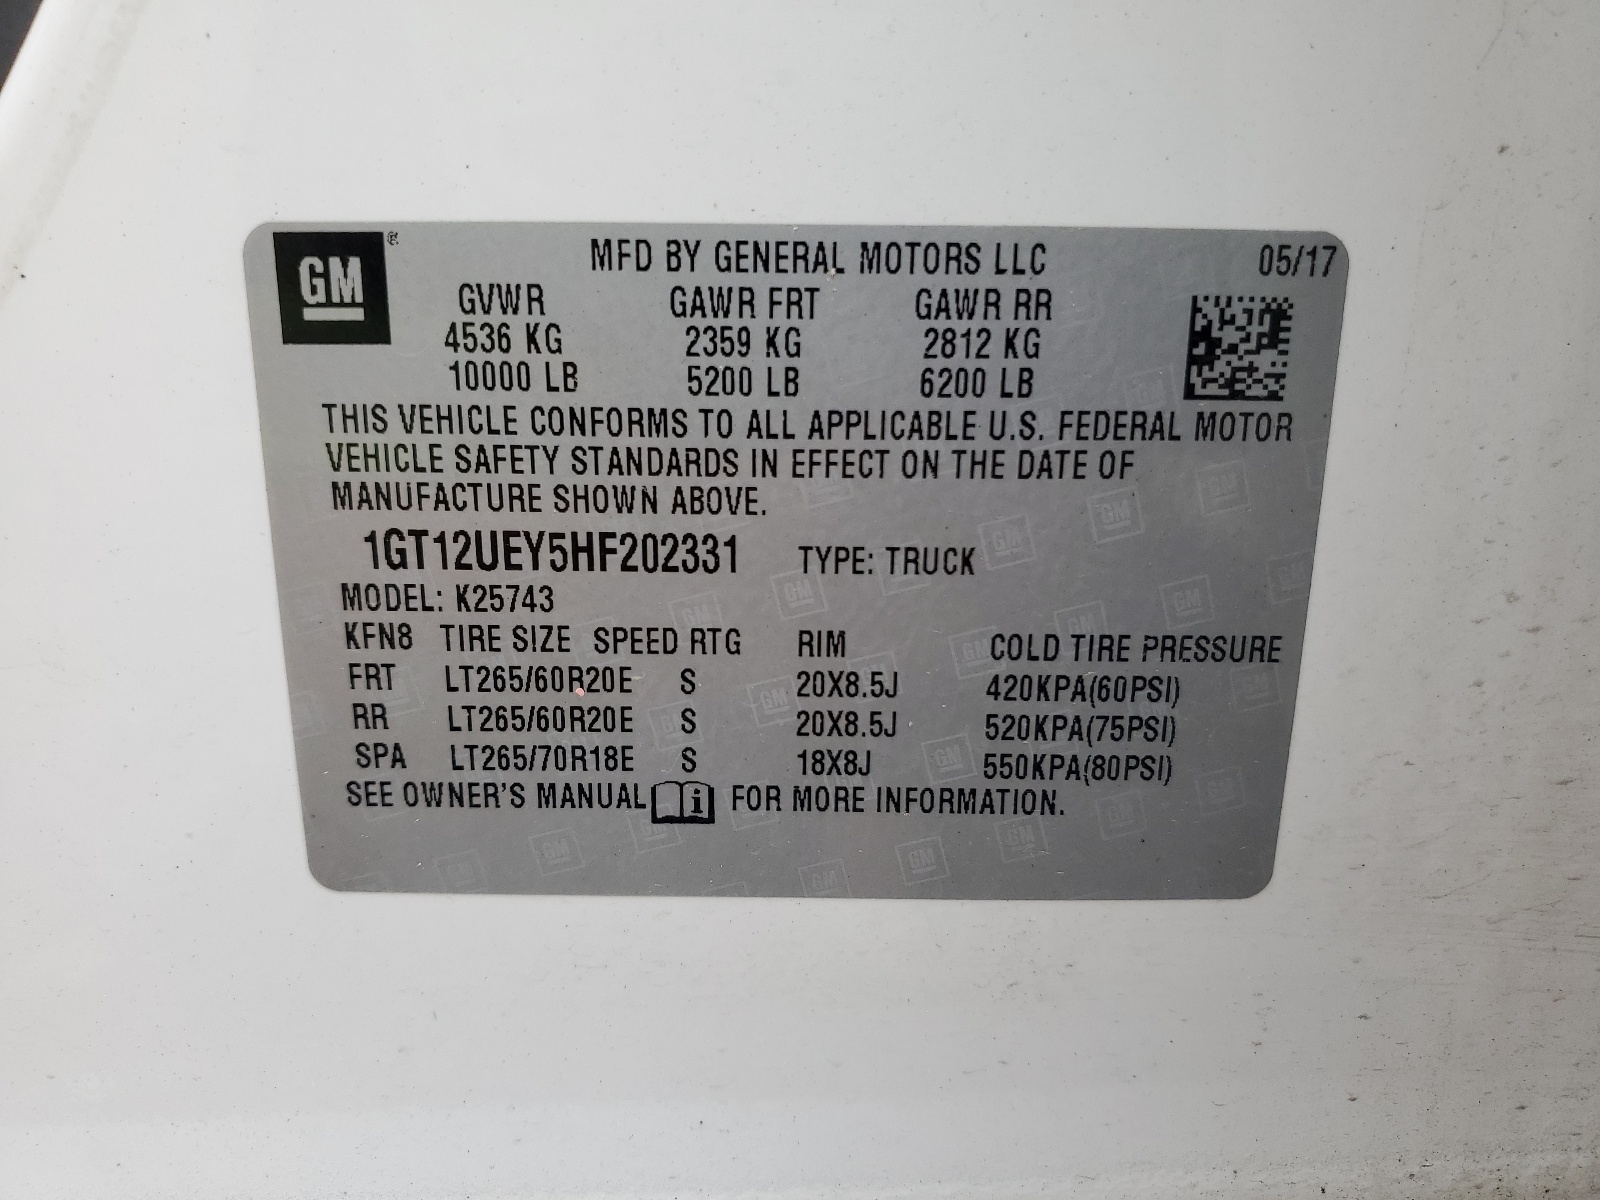 GM ®
MFD BY GENERAL MOTORS LLC 05/17
GVWR GAWR FRT GAWR RR
4536 KG 2359 KG 2812 KG
10000 LB 5200 LB 6200 LB
THIS VEHICLE CONFORMS TO ALL APPLICABLE U.S. FEDERAL MOTOR
VEHICLE SAFETY STANDARDS IN EFFECT ON THE DATE OF
MANUFACTURE SHOWN ABOVE.
1GT12UEY5HF202331 TYPE: TRUCK
MODEL: K25743
KFN8 TIRE SIZE SPEED RTG RIM COLD TIRE PRESSURE
FRT LT265/60R20E S 20X8.5J 420KPA(60PSI)
RR LT265/60R20E S 20X8.5J 520KPA(75PSI)
SPA LT265/70R18E S 18X8J 550KPA(80PSI)
SEE OWNER'S MANUAL i FOR MORE INFORMATION.